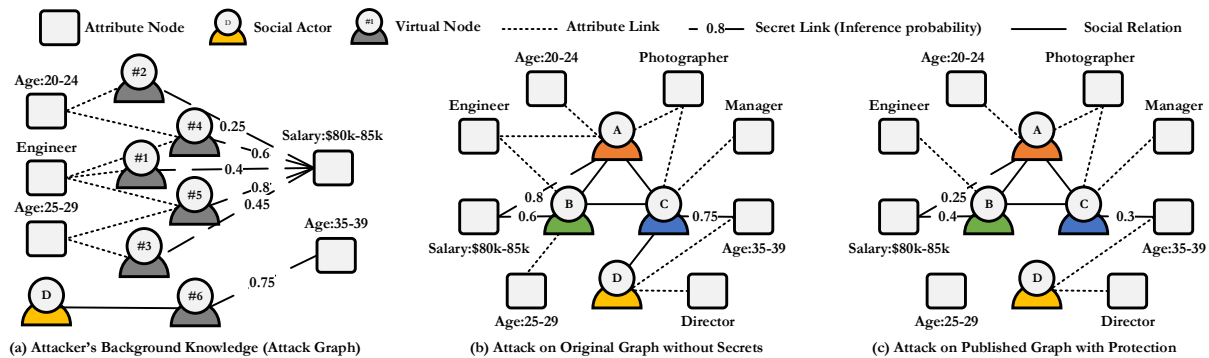 Attribute Node
D
Social Actor
#1
Virtual Node
Attribute Link
0.8
Secret Link (Inference probability)
Social Relation
Age:20-24
#2
#4
0.25
Salary:$80k-85k
Engineer
#1
0.6
0.4
0.8
0.45
#5
Age:25-29
#3
Age:35-39
D
#6
0.75
(a) Attacker's Background Knowledge (Attack Graph)
Age:20-24
Photographer
Engineer
Manager
A
0.8
B
C
0.6
0.75
Salary:$80k-85k
Age:35-39
D
Age:25-29
Director
(b) Attack on Original Graph without Secrets
Age:20-24
Photographer
Engineer
Manager
A
0.25
B
C
0.4
0.3
Salary:$80k-85k
Age:35-39
D
Age:25-29
Director
(c) Attack on Published Graph with Protection